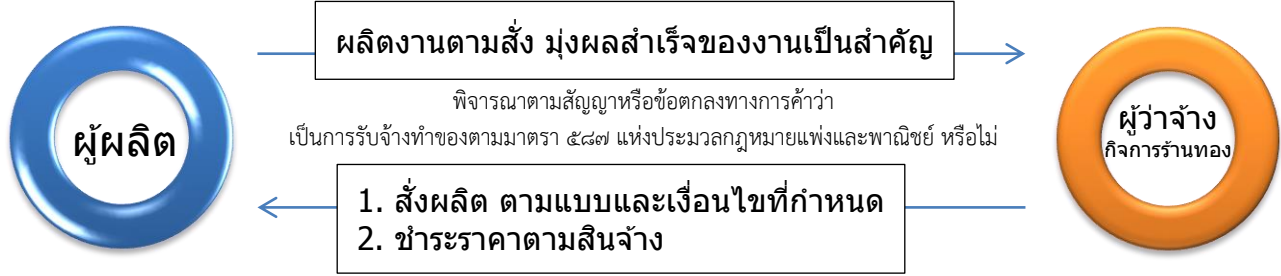 ผลิตงานตามสั่ง มุ่งผลสำเร็จของงานเป็นสำคัญ
พิจารณาตามสัญญาหรือข้อตกลงทางการค้าว่า
เป็นการรับจ้างทำของตามมาตรา ๕๘๗ แห่งประมวลกฎหมายแพ่งและพาณิชย์ หรือไม่
ผู้ผลิต
ผู้ว่าจ้าง
กิจการร้านทอง
1. สั่งผลิต ตามแบบและเงื่อนไขที่กำหนด
2. ชำระราคาตามสินจ้าง